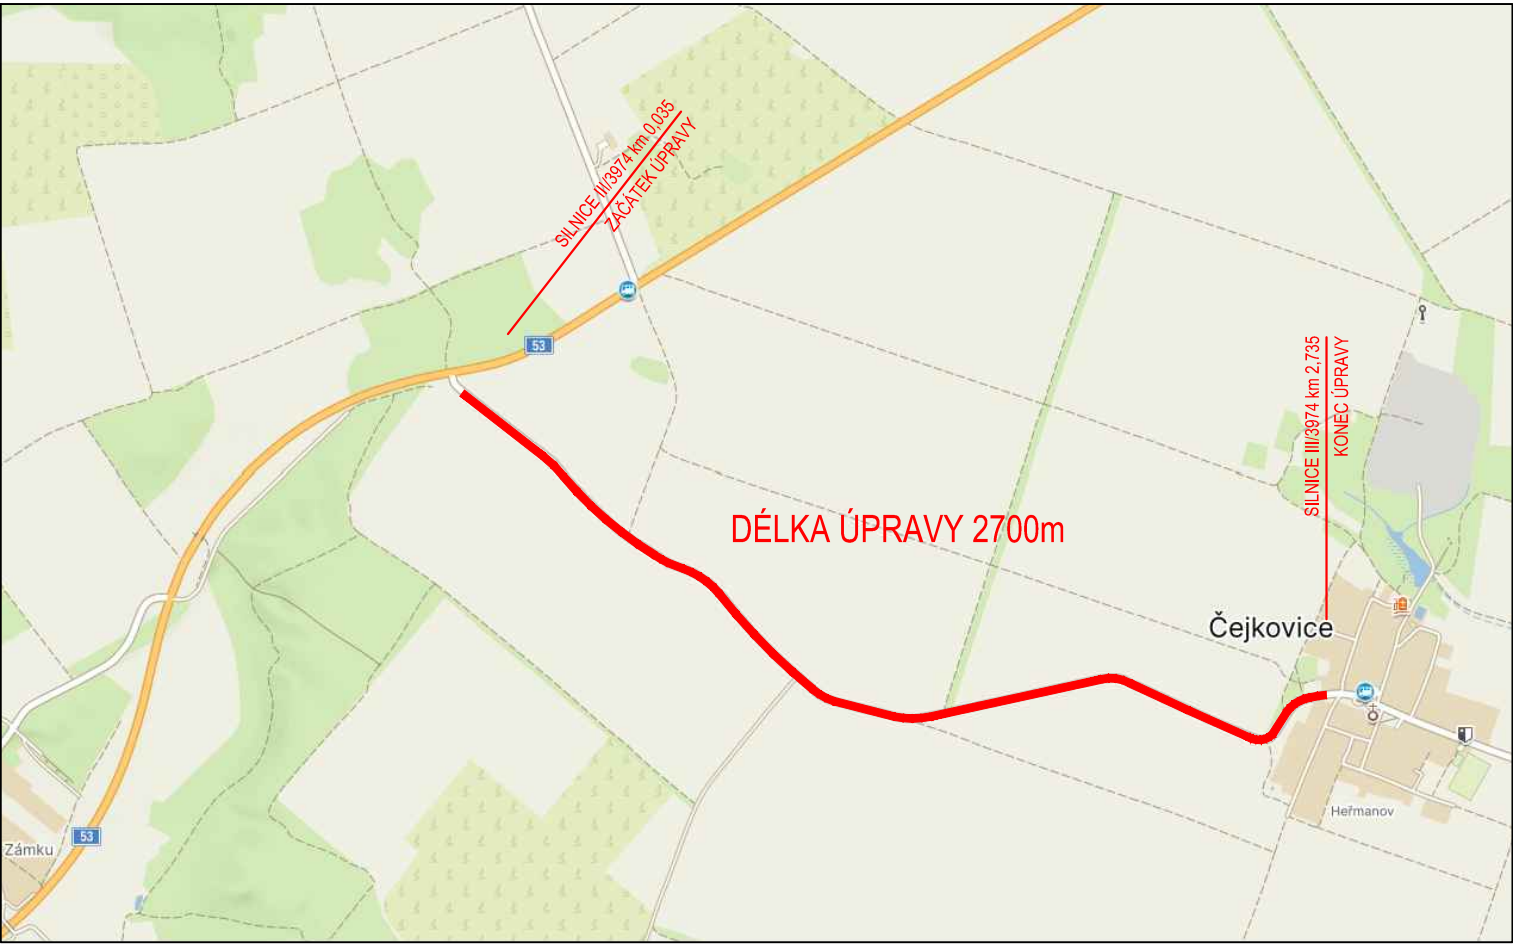 SILNICE III/3974 km 0,035
ZAČÁTEK ÚPRAVY
53
SILNICE III/3974 km 2,735
KONEC ÚPRAVY
DÉLKA ÚPRAVY 2700m
Čejkovice
Heřmanov
53
Zámku